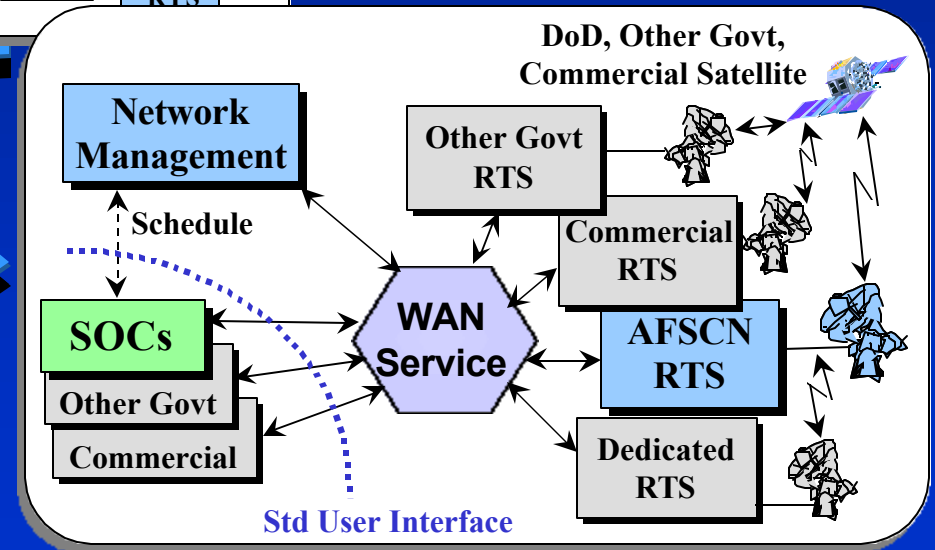 RTS
DoD, Other Govt,
Commercial Satellite
Network
Management
Other Govt
RTS
Schedule
Commercial
RTS
WAN
Service
SOCs
AFSCN
RTS
Other Govt
Commercial
Dedicated
RTS
Std User Interface